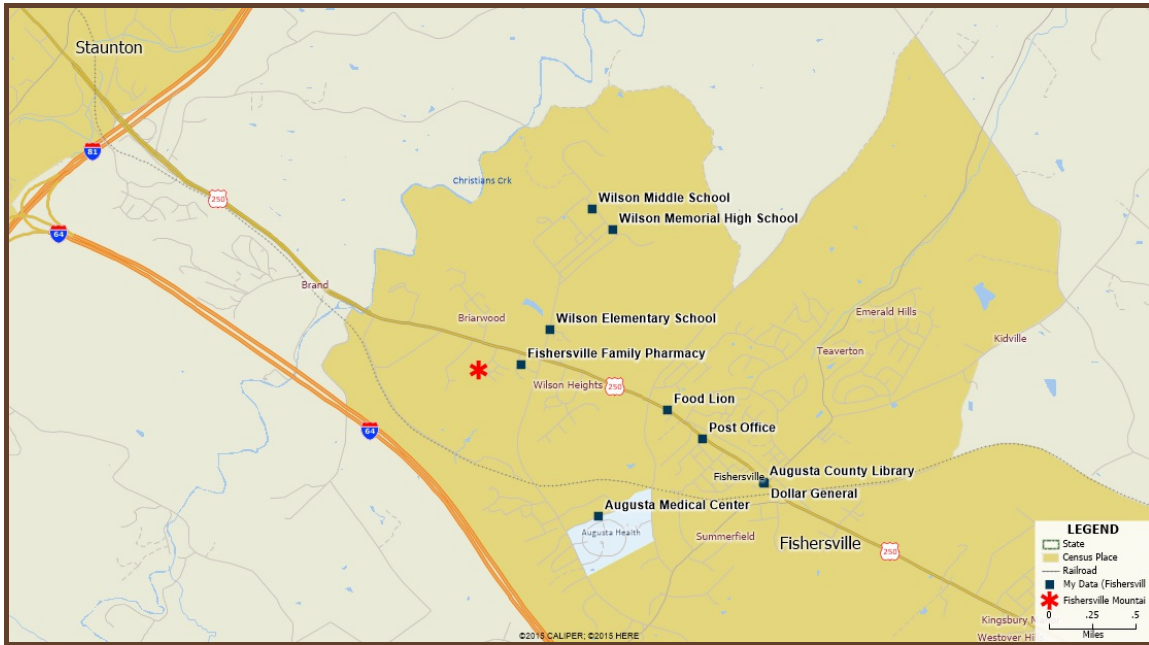 Staunton
81
250
Christians Crk
Wilson Middle School
Wilson Memorial High School
64
Brand
Briarwood
Wilson Elementary School
Emerald Hills
Kidville
Teaverton
Fishersville Family Pharmacy
Wilson Heights
250
Food Lion
64
Post Office
Fishersville
Augusta County Library
Dollar General
Augusta Medical Center
Augusta Health
Summerfield
Fishersville
250
LEGEND
State
Census Place
Railroad
My Data (Fishersvill
Fishersville Mountai
0 .25 .5
Miles
Kingsbury
Westover Hil
©2015 CALIPER; ©2015 HERE